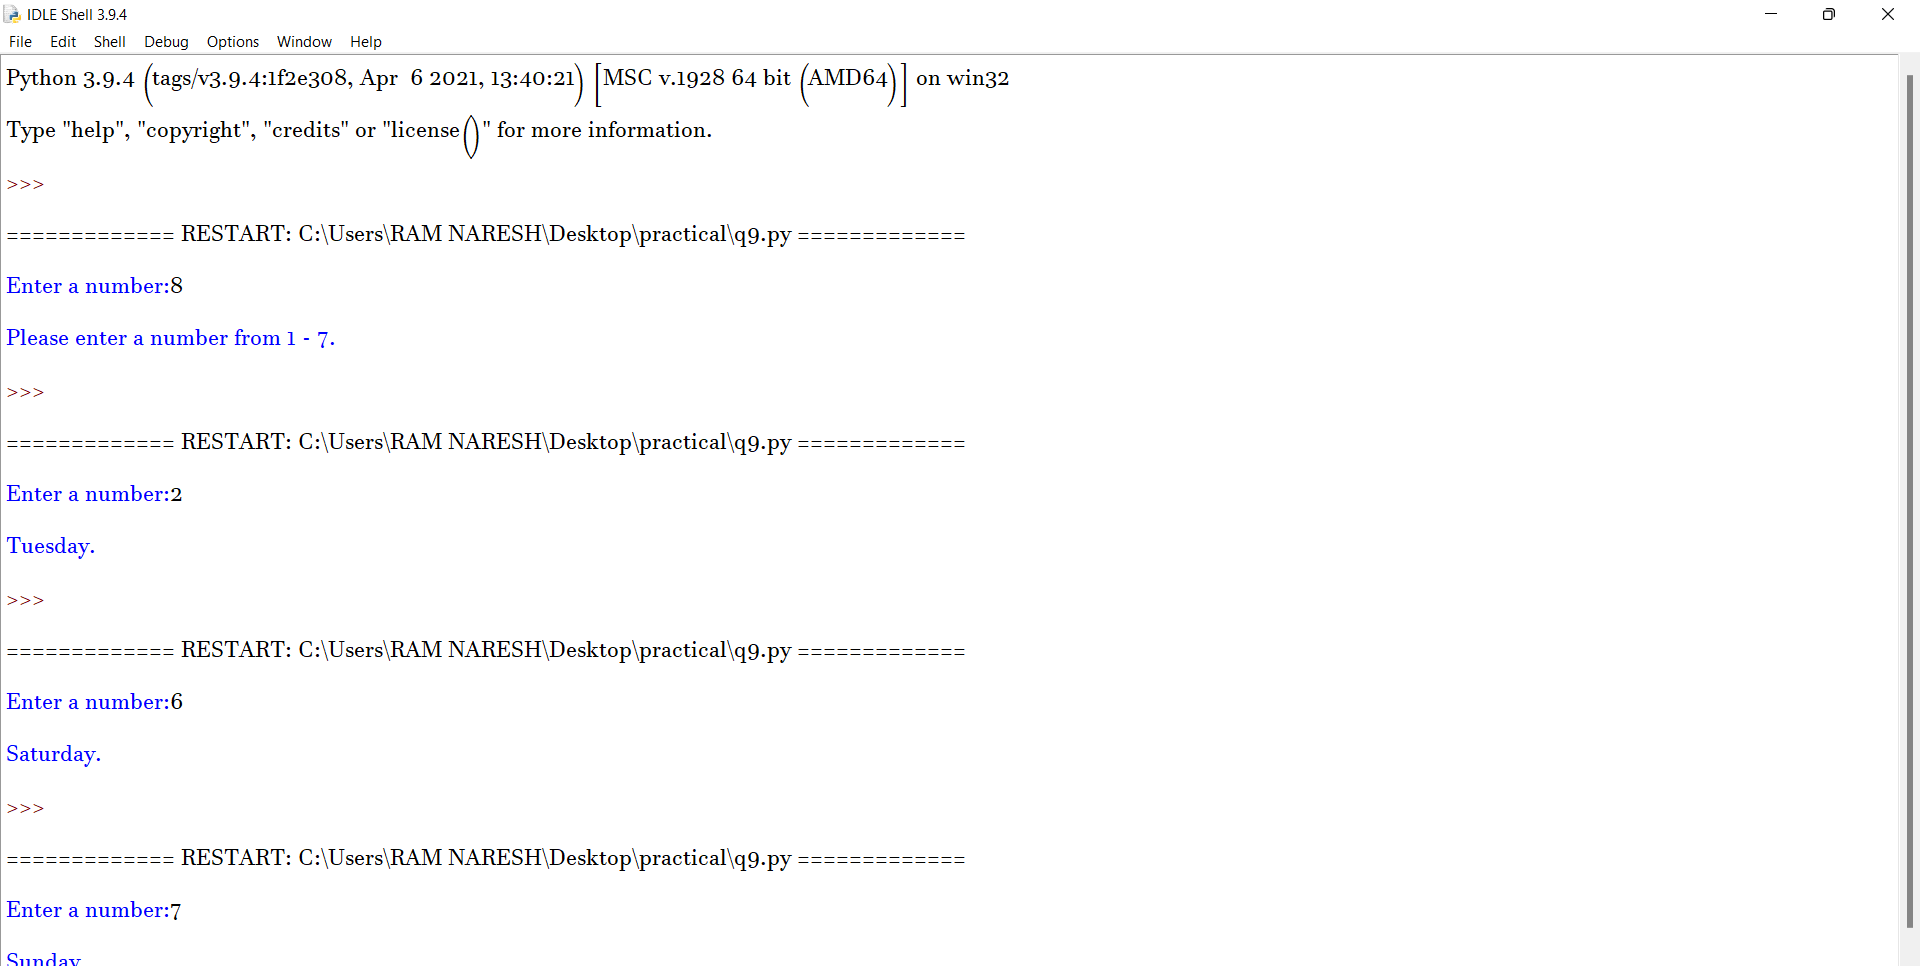 IDLE Shell 3.9.4
File Edit Shell Debug Options Window Help
Python 3.9.4 (tags/v3.9.4:1f2e308, Apr  6 2021, 13:40:21) [MSC v.1928 64 bit (AMD64)] on win32
Type "help", "copyright", "credits" or "license()" for more information.
>>>
============= RESTART: C:\Users\RAM NARESH\Desktop\practical\q9.py =============
Enter a number:8
Please enter a number from 1 - 7.
>>>
============= RESTART: C:\Users\RAM NARESH\Desktop\practical\q9.py =============
Enter a number:2
Tuesday.
>>>
============= RESTART: C:\Users\RAM NARESH\Desktop\practical\q9.py =============
Enter a number:6
Saturday.
>>>
============= RESTART: C:\Users\RAM NARESH\Desktop\practical\q9.py =============
Enter a number:7
Sunday